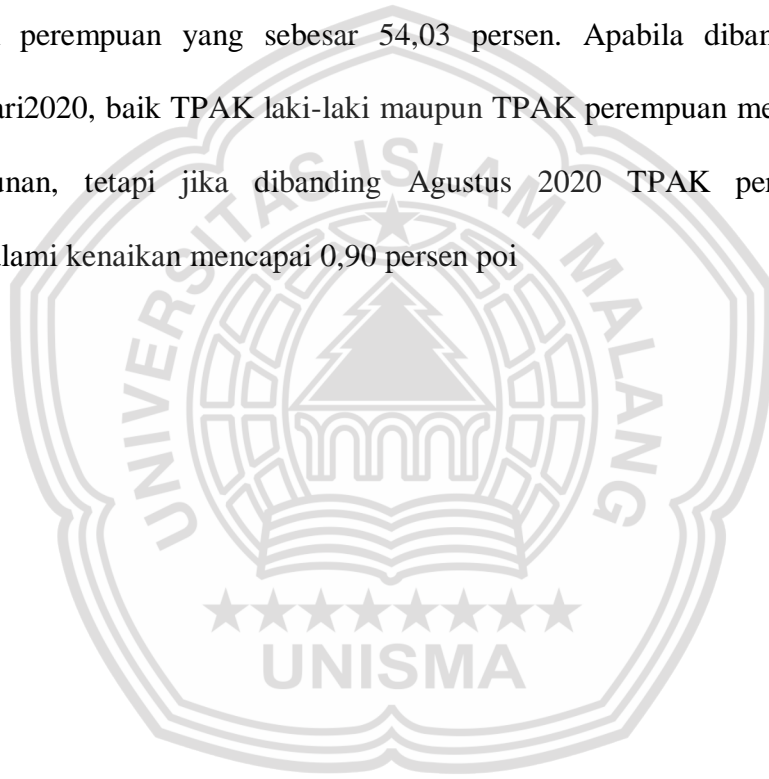 perempuan yang sebesar 54,03 persen. Apabila diban
ari2020, baik TPAK laki-laki maupun TPAK perempuan me
unan, tetapi jika dibanding Agustus 2020 TPAK per
lami kenaikan mencapai 0,90 persen poi
UNIVERSITAS ISLAM MALANG
UNISMA